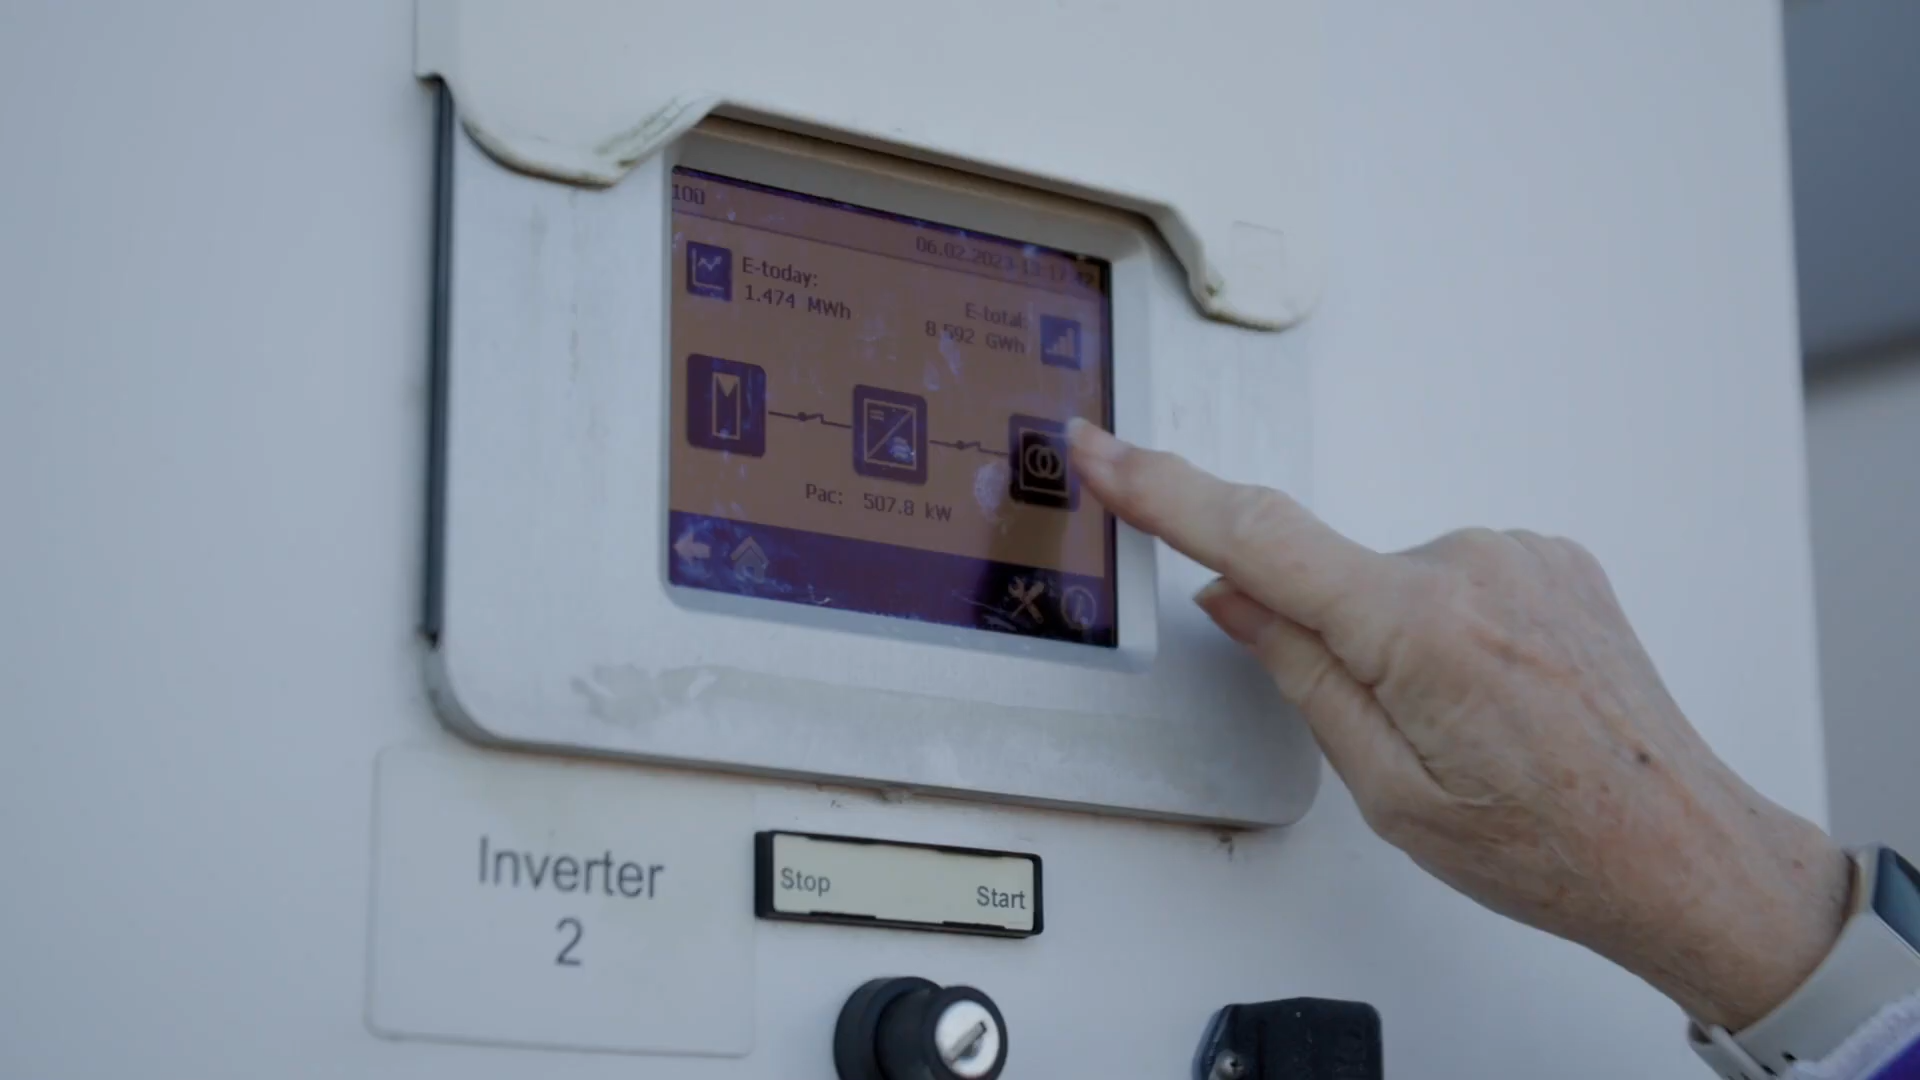 100
06.02.2023
E-today:
1.474 MWh
E-total:
8.592 GWh
Pac: 507.8 kW
Inverter
2
Stop
Start